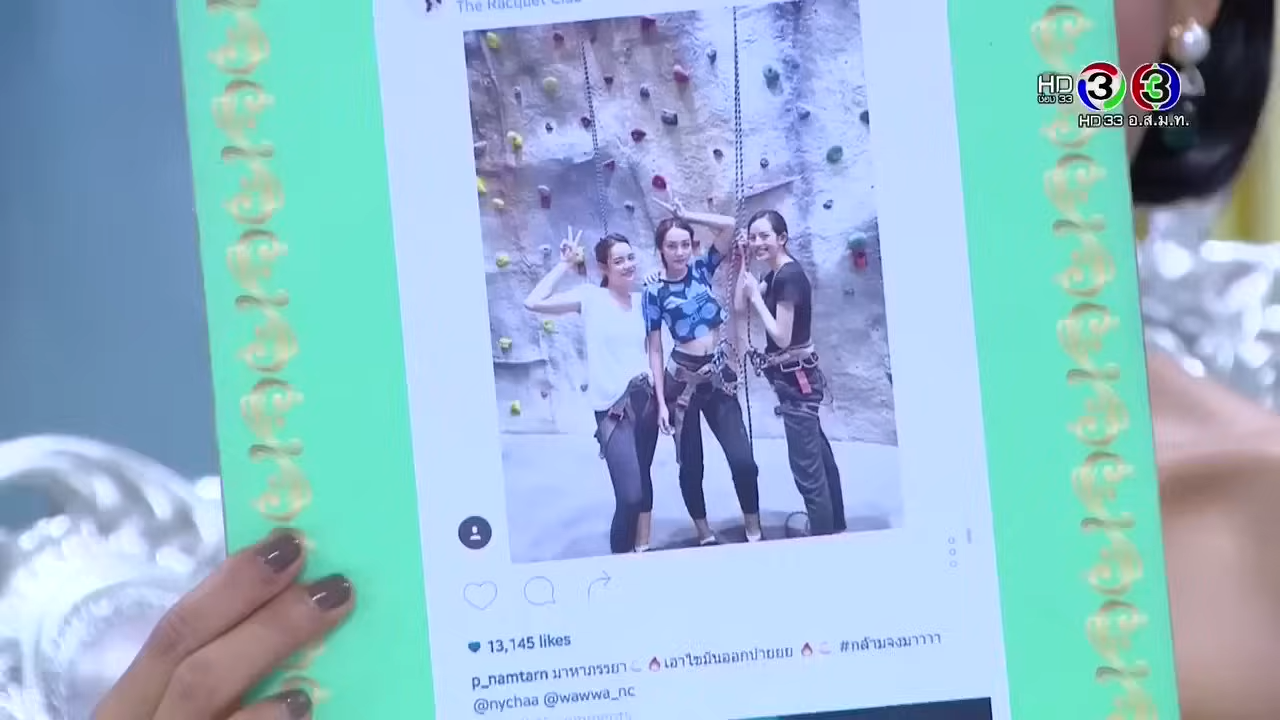 The Racquet Club
HD 3 3
ช่อง 33
HD 33 อ.ส.ม.ท.
13,145 likes
p_namtarn มาหาภรรยา 🔥เอาไขมันออกปายยย 🔥 #กล้ามจงมาาาา
@nychaa @wawwa_nc